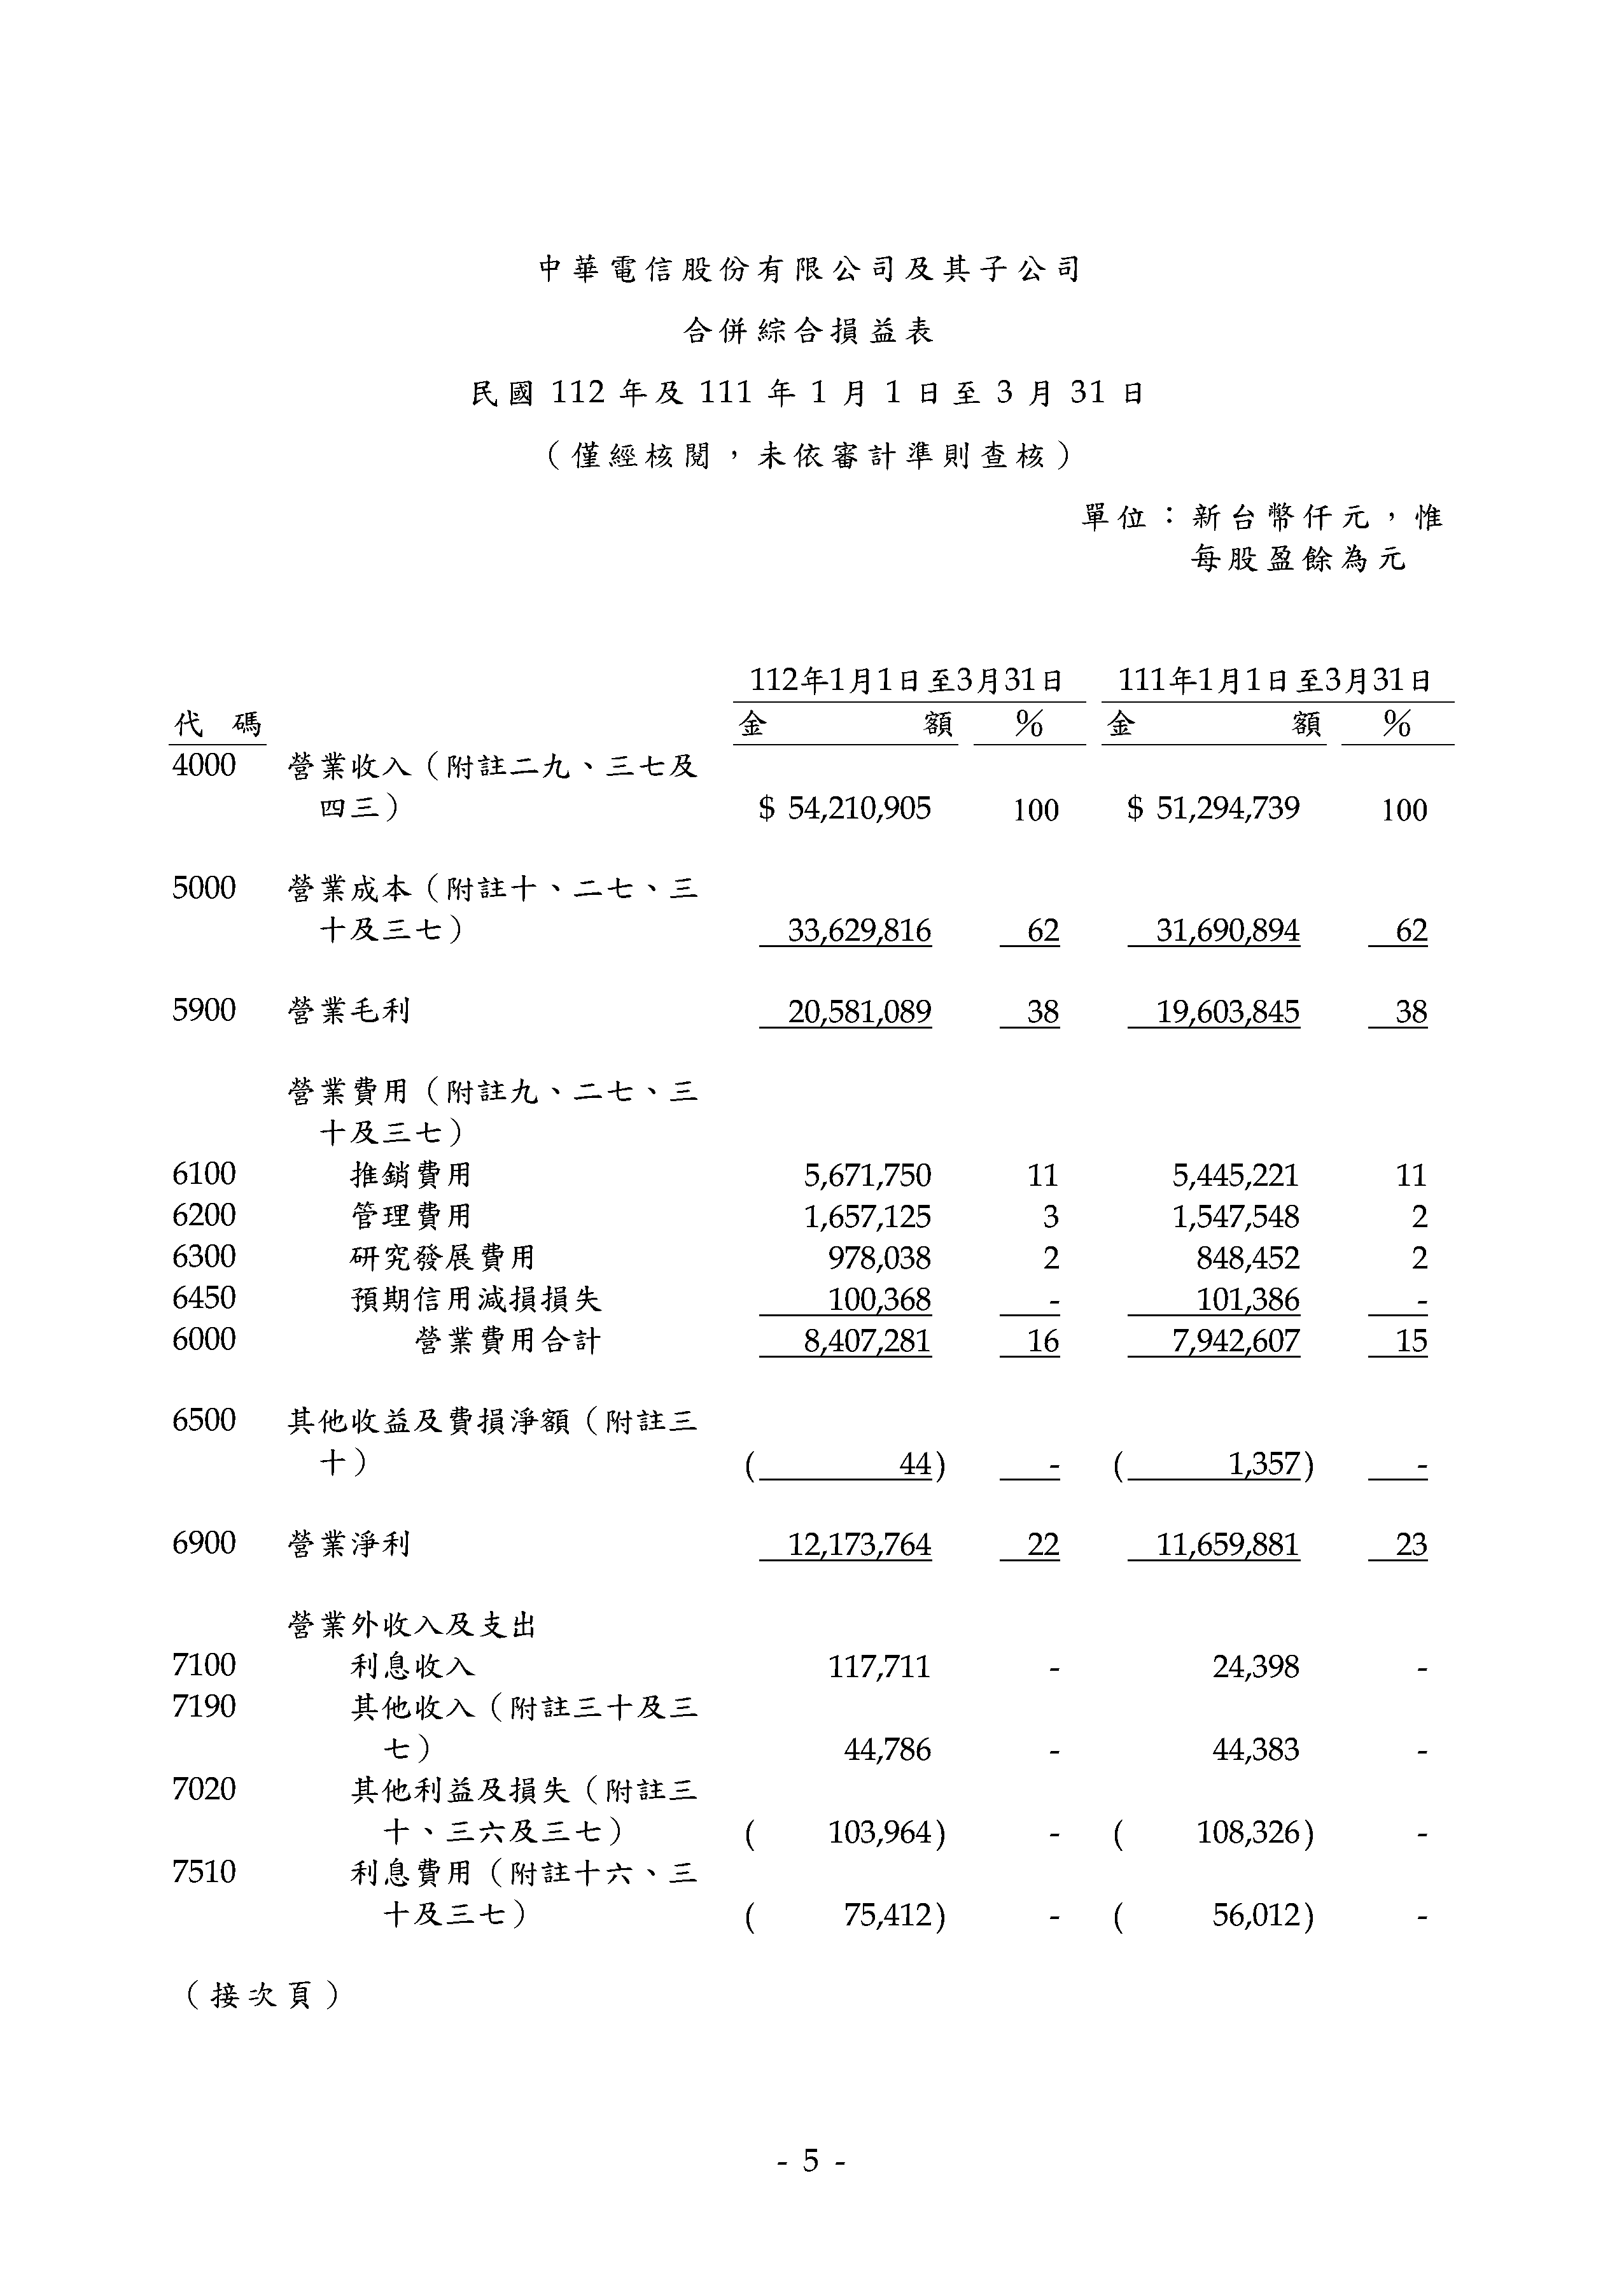 中華電信股份有限公司及其子公司
合併綜合損益表
民國 112 年及 111 年 1 月 1 日至 3 月 31 日
（僅經核閱，未依審計準則查核）
單位：新台幣仟元，惟
每股盈餘為元
112年1月1日至3月31日 111年1月1日至3月31日
代 碼 金 額 ％ 金 額 ％
4000 營業收入（附註二九、三七及
四三） $ 54,210,905 100 $ 51,294,739 100
5000 營業成本（附註十、二七、三
十及三七） 33,629,816 62 31,690,894 62
5900 營業毛利 20,581,089 38 19,603,845 38
營業費用（附註九、二七、三
十及三七）
6100 推銷費用 5,671,750 11 5,445,221 11
6200 管理費用 1,657,125 3 1,547,548 2
6300 研究發展費用 978,038 2 848,452 2
6450 預期信用減損損失 100,368 - 101,386 -
6000 營業費用合計 8,407,281 16 7,942,607 15
6500 其他收益及費損淨額（附註三
十） ( 44) - ( 1,357) -
6900 營業淨利 12,173,764 22 11,659,881 23
營業外收入及支出
7100 利息收入 117,711 - 24,398 -
7190 其他收入（附註三十及三
七） 44,786 - 44,383 -
7020 其他利益及損失（附註三
十、三六及三七） ( 103,964) - ( 108,326) -
7510 利息費用（附註十六、三
十及三七） ( 75,412) - ( 56,012) -
（接次頁）
- 5 -